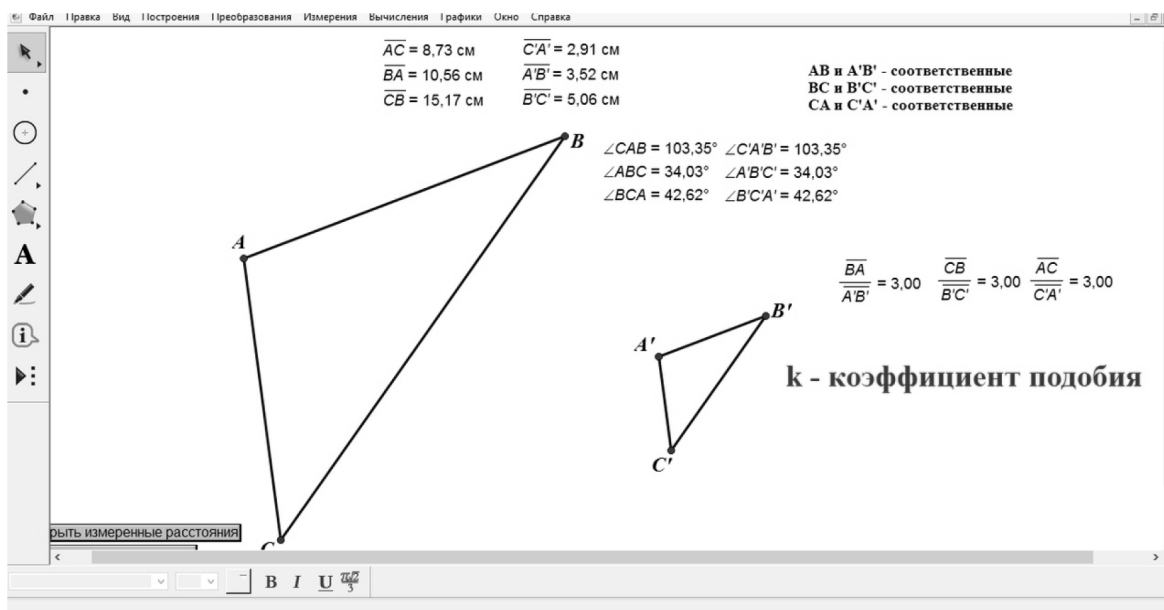 Файл Правка Вид Построения Преобразования Измерения Вычисления Графики Окно Справка
AC = 8,73 см C'A' = 2,91 см
BA = 10,56 см A'B' = 3,52 см
CB = 15,17 см B'C' = 5,06 см
AB и A'B' - соответственные
BC и B'C' - соответственные
CA и C'A' - соответственные
B
∠CAB = 103,35° ∠C'A'B' = 103,35°
∠ABC = 34,03° ∠A'B'C' = 34,03°
∠BCA = 42,62° ∠B'C'A' = 42,62°
A
BA/A'B' = 3,00 CB/B'C' = 3,00 AC/C'A' = 3,00
B'
A'
k - коэффициент подобия
C'
рыть измеренные расстояния
C
A
B I U